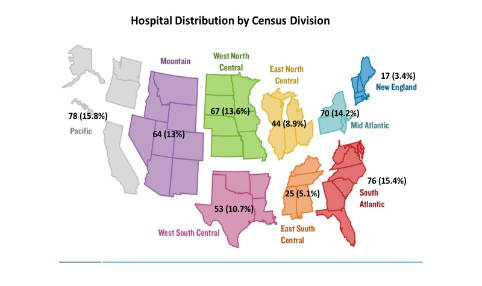 Hospital Distribution by Census Division
Mountain
West North
Central
East North
Central
17 (3.4%)
New England
78 (15.8%)
Pacific
64 (13%)
67 (13.6%)
44 (8.9%)
70 (14.2%)
Mid Atlantic
76 (15.4%)
South
Atlantic
25 (5.1%)
53 (10.7%)
West South Central
East South
Central